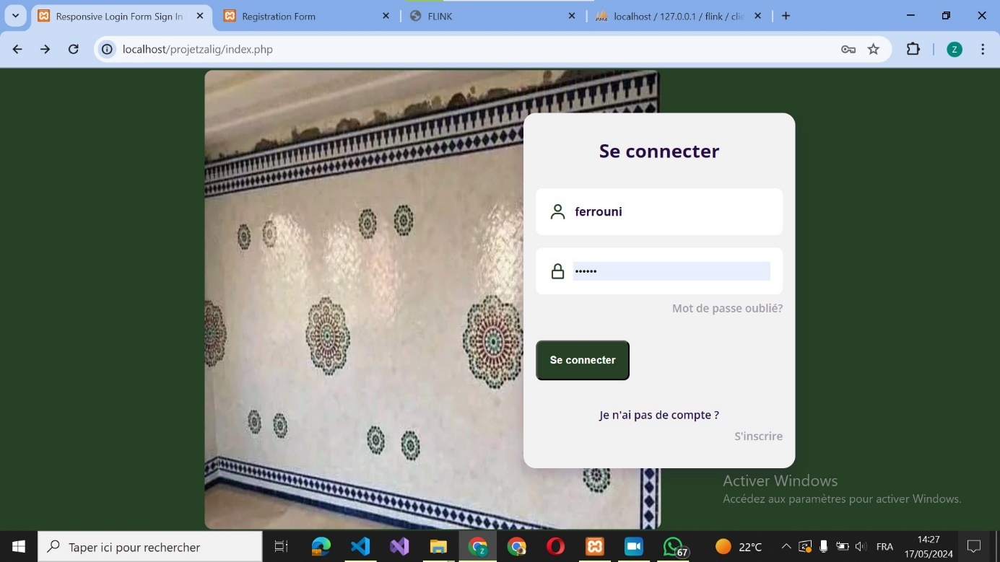 Responsive Login Form Sign In
Registration Form
FLINK
localhost / 127.0.0.1 / flink / clie
localhost/projetzalig/index.php
Z
Se connecter
ferrouni
••••••
Mot de passe oublié?
Se connecter
Je n'ai pas de compte ?
S'inscrire
Activer Windows
Accédez aux paramètres pour activer Windows.
Taper ici pour rechercher
67
22°C
FRA
14:27
17/05/2024